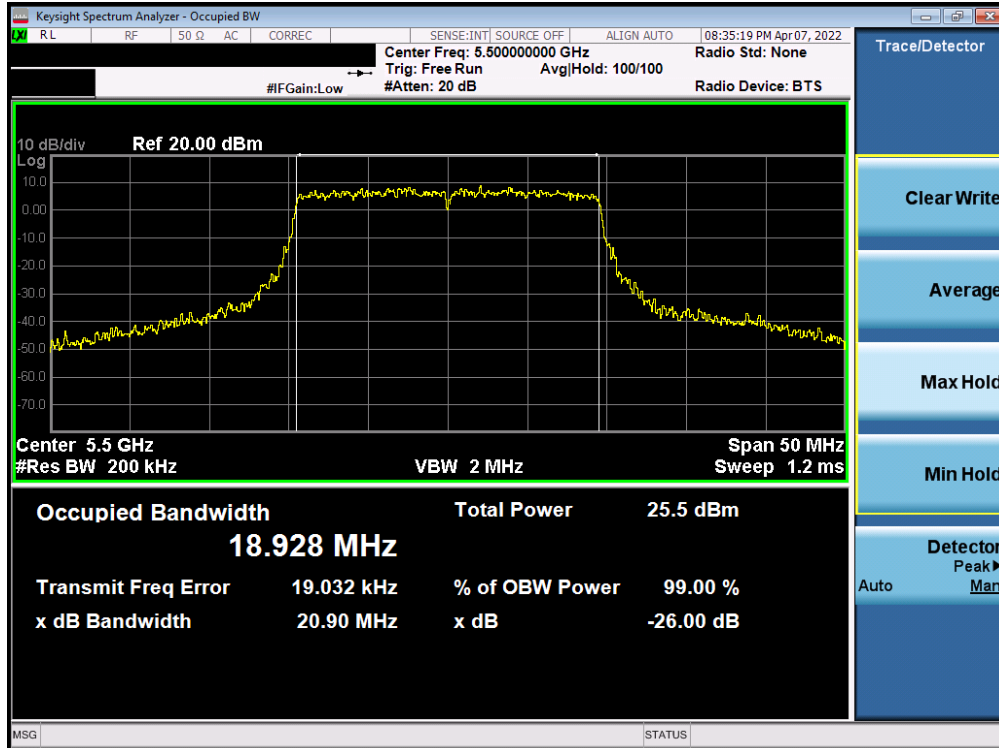 Keysight Spectrum Analyzer - Occupied BW
LXI RL RF 50 Ω AC CORREC SENSE:INT SOURCE OFF ALIGN AUTO 08:35:19 PM Apr 07, 2022
Center Freq: 5.500000000 GHz Radio Std: None
Trig: Free Run Avg|Hold: 100/100
#IFGain:Low #Atten: 20 dB Radio Device: BTS
Trace/Detector
10 dB/div Ref 20.00 dBm
Log
10.0
0.00
-10.0
-20.0
-30.0
-40.0
-50.0
-60.0
-70.0
Center 5.5 GHz Span 50 MHz
#Res BW 200 kHz VBW 2 MHz Sweep 1.2 ms
Occupied Bandwidth Total Power 25.5 dBm
18.928 MHz
Transmit Freq Error 19.032 kHz % of OBW Power 99.00 %
x dB Bandwidth 20.90 MHz x dB -26.00 dB
Clear Write
Average
Max Hold
Min Hold
Detector
Peak▶
Auto Man
MSG STATUS